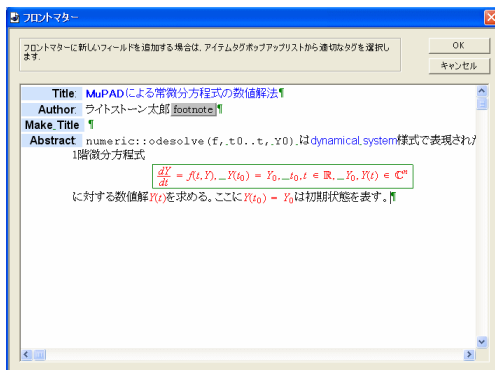 フロントマター
フロントマターに新しいフィールドを追加する場合は、アイテムタグポップアップリストから適切なタグを選択し
ます.
OK
キャンセル
Title: MuPADによる常微分方程式の数値解法¶
Author: ライトストーン太郎 footnote ¶
Make_Title ¶
Abstract: numeric::odesolve(f,_t0..t,_Y0)_はdynamical_system様式で表現された
1階微分方程式
dY/dt = f(t,Y),__Y(t₀) = Y₀,__t₀,t ∈ ℝ,__Y₀,Y(t) ∈ ℂⁿ
に対する数値解Y(t)を求める。ここにY(t₀) = Y₀は初期状態を表す。¶